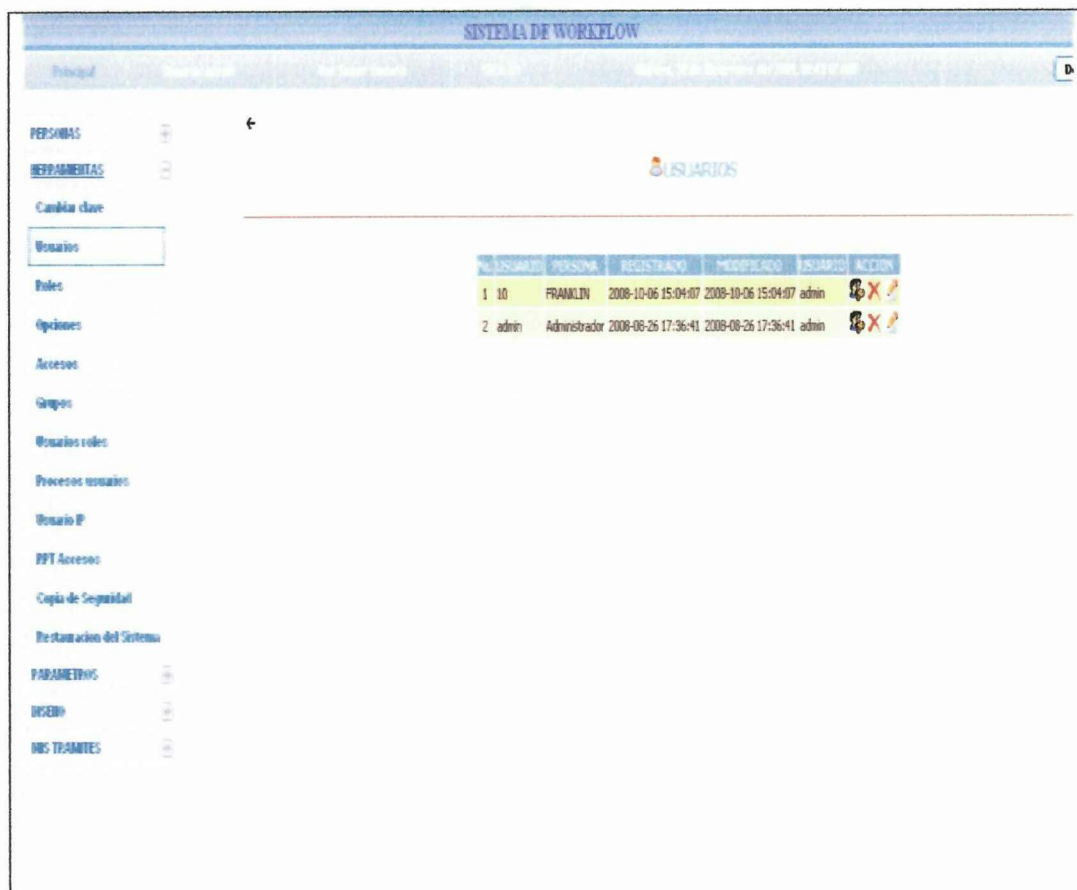 SISTEMA DE WORKFLOW
Principal
PERSONAS
HERRAMIENTAS
Cambiar clave
Usuarios
Roles
Opciones
Accesos
Grupos
Usuarios roles
Procesos usuarios
Usuario IP
PPT Accesos
Copia de Seguridad
Restauracion del Sistema
PARAMETROS
DISENO
MIS TRAMITES
USUARIOS
USUARIO PERSONA REGISTRADO MODIFICADO USUARIO ACCION
1 10 FRANKLIN 2008-10-06 15:04:07 2008-10-06 15:04:07 admin
2 admin Administrador 2008-08-26 17:36:41 2008-08-26 17:36:41 admin